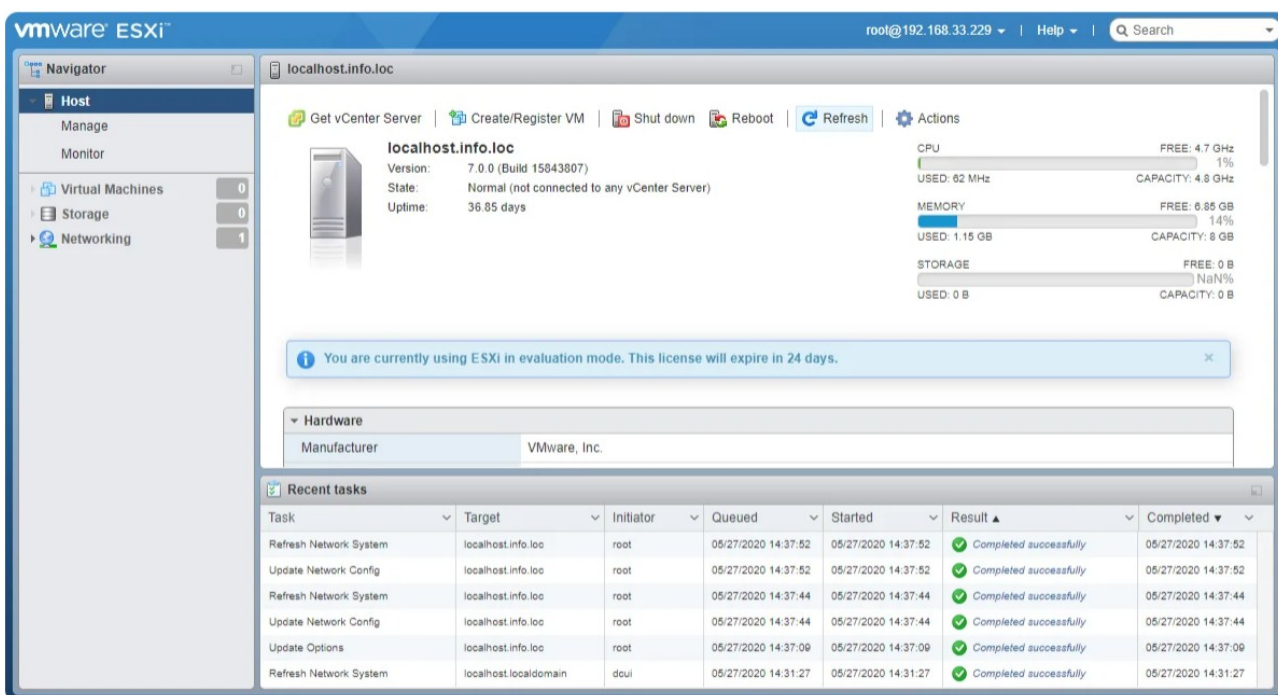 vmware ESXi™
root@192.168.33.229 | Help | Search
Navigator
Host
Manage
Monitor
Virtual Machines 0
Storage 0
Networking 1
localhost.info.loc
Get vCenter Server | Create/Register VM | Shut down Reboot | Refresh | Actions
localhost.info.loc
Version: 7.0.0 (Build 15843807)
State: Normal (not connected to any vCenter Server)
Uptime: 36.85 days
CPU FREE: 4.7 GHz
1%
USED: 62 MHz CAPACITY: 4.8 GHz
MEMORY FREE: 6.85 GB
14%
USED: 1.15 GB CAPACITY: 8 GB
STORAGE FREE: 0 B
NaN%
USED: 0 B CAPACITY: 0 B
You are currently using ESXi in evaluation mode. This license will expire in 24 days.
Hardware
Manufacturer VMware, Inc.
Recent tasks
Task Target Initiator Queued Started Result Completed
Refresh Network System localhost.info.loc root 05/27/2020 14:37:52 05/27/2020 14:37:52 Completed successfully 05/27/2020 14:37:52
Update Network Config localhost.info.loc root 05/27/2020 14:37:52 05/27/2020 14:37:52 Completed successfully 05/27/2020 14:37:52
Refresh Network System localhost.info.loc root 05/27/2020 14:37:44 05/27/2020 14:37:44 Completed successfully 05/27/2020 14:37:44
Update Network Config localhost.info.loc root 05/27/2020 14:37:44 05/27/2020 14:37:44 Completed successfully 05/27/2020 14:37:44
Update Options localhost.info.loc root 05/27/2020 14:37:09 05/27/2020 14:37:09 Completed successfully 05/27/2020 14:37:09
Refresh Network System localhost.localdomain dcui 05/27/2020 14:31:27 05/27/2020 14:31:27 Completed successfully 05/27/2020 14:31:27